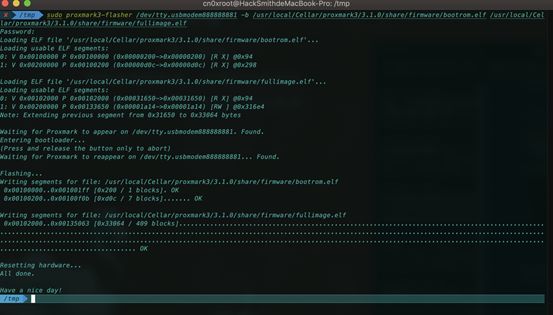 cn0xroot@HackSmithdeMacBook-Pro: /tmp
/tmp sudo proxmark3-flasher /dev/tty.usbmodem888888881 -b /usr/local/Cellar/proxmark3/3.1.0/share/firmware/bootrom.elf /usr/local/Cel
lar/proxmark3/3.1.0/share/firmware/fullimage.elf
Password:
Loading ELF file '/usr/local/Cellar/proxmark3/3.1.0/share/firmware/bootrom.elf'...
Loading usable ELF segments:
0: V 0x00100000 P 0x00100000 (0x00000200->0x00000200) [R X] @0x94
1: V 0x00200000 P 0x00100200 (0x00000d0c->0x00000d0c) [R X] @0x298
Loading ELF file '/usr/local/Cellar/proxmark3/3.1.0/share/firmware/fullimage.elf'...
Loading usable ELF segments:
0: V 0x00102000 P 0x00102000 (0x00031650->0x00031650) [R X] @0x94
1: V 0x00200000 P 0x00133650 (0x00001a14->0x00001a14) [RW ] @0x316e4
Note: Extending previous segment from 0x31650 to 0x33064 bytes
Waiting for Proxmark to appear on /dev/tty.usbmodem888888881. Found.
Entering bootloader...
(Press and release the button only to abort)
Waiting for Proxmark to reappear on /dev/tty.usbmodem888888881... Found.
Flashing...
Writing segments for file: /usr/local/Cellar/proxmark3/3.1.0/share/firmware/bootrom.elf
0x00100000..0x001001ff [0x200 / 1 blocks]. OK
0x00100200..0x00100f0b [0xd0c / 7 blocks]....... OK
Writing segments for file: /usr/local/Cellar/proxmark3/3.1.0/share/firmware/fullimage.elf
0x00102000..0x00135063 [0x33064 / 409 blocks]......................................................................................
....................................................................................................................................
....................................................................................................................................
................................... OK
Resetting hardware...
All done.
Have a nice day!
/tmp